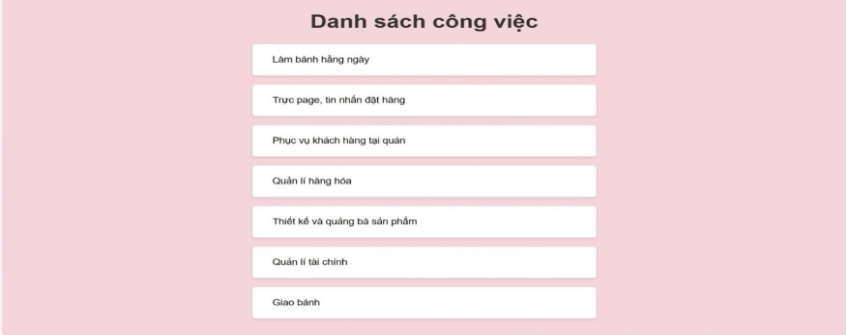 Danh sách công việc
Làm bánh hằng ngày
Trực page, tin nhắn đặt hàng
Phục vụ khách hàng tại quán
Quản lí hàng hóa
Thiết kế và quảng bá sản phẩm
Quản lí tài chính
Giao bánh